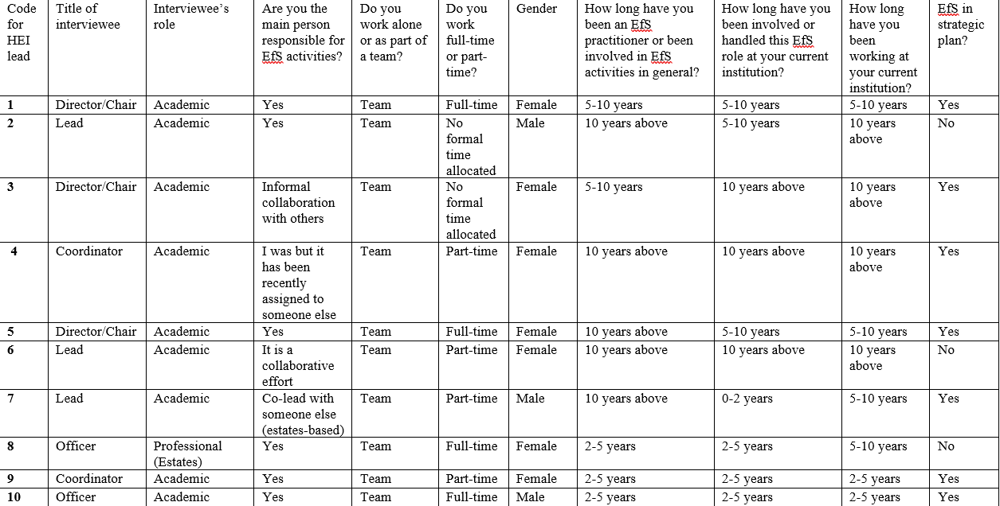 Code for HEI lead | Title of interviewee | Interviewee’s role | Are you the main person responsible for EfS activities? | Do you work alone or as part of a team? | Do you work full-time or part-time? | Gender | How long have you been an EfS practitioner or been involved in EfS activities in general? | How long have you been involved or handled this EfS role at your current institution? | How long have you been working at your current institution? | EfS in strategic plan?
1 | Director/Chair | Academic | Yes | Team | Full-time | Female | 5-10 years | 5-10 years | 5-10 years | Yes
2 | Lead | Academic | Yes | Team | No formal time allocated | Male | 10 years above | 5-10 years | 10 years above | No
3 | Director/Chair | Academic | Informal collaboration with others | Team | No formal time allocated | Female | 5-10 years | 10 years above | 10 years above | Yes
4 | Coordinator | Academic | I was but it has been recently assigned to someone else | Team | Part-time | Female | 10 years above | 10 years above | 10 years above | Yes
5 | Director/Chair | Academic | Yes | Team | Full-time | Female | 10 years above | 5-10 years | 5-10 years | Yes
6 | Lead | Academic | It is a collaborative effort | Team | Part-time | Female | 10 years above | 10 years above | 10 years above | No
7 | Lead | Academic | Co-lead with someone else (estates-based) | Team | Part-time | Male | 10 years above | 0-2 years | 5-10 years | Yes
8 | Officer | Professional (Estates) | Yes | Team | Full-time | Female | 2-5 years | 2-5 years | 5-10 years | No
9 | Coordinator | Academic | Yes | Team | Part-time | Female | 2-5 years | 2-5 years | 2-5 years | Yes
10 | Officer | Academic | Yes | Team | Full-time | Male | 2-5 years | 2-5 years | 2-5 years | Yes